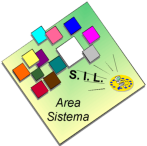 S. I. L.
Area
Sistema